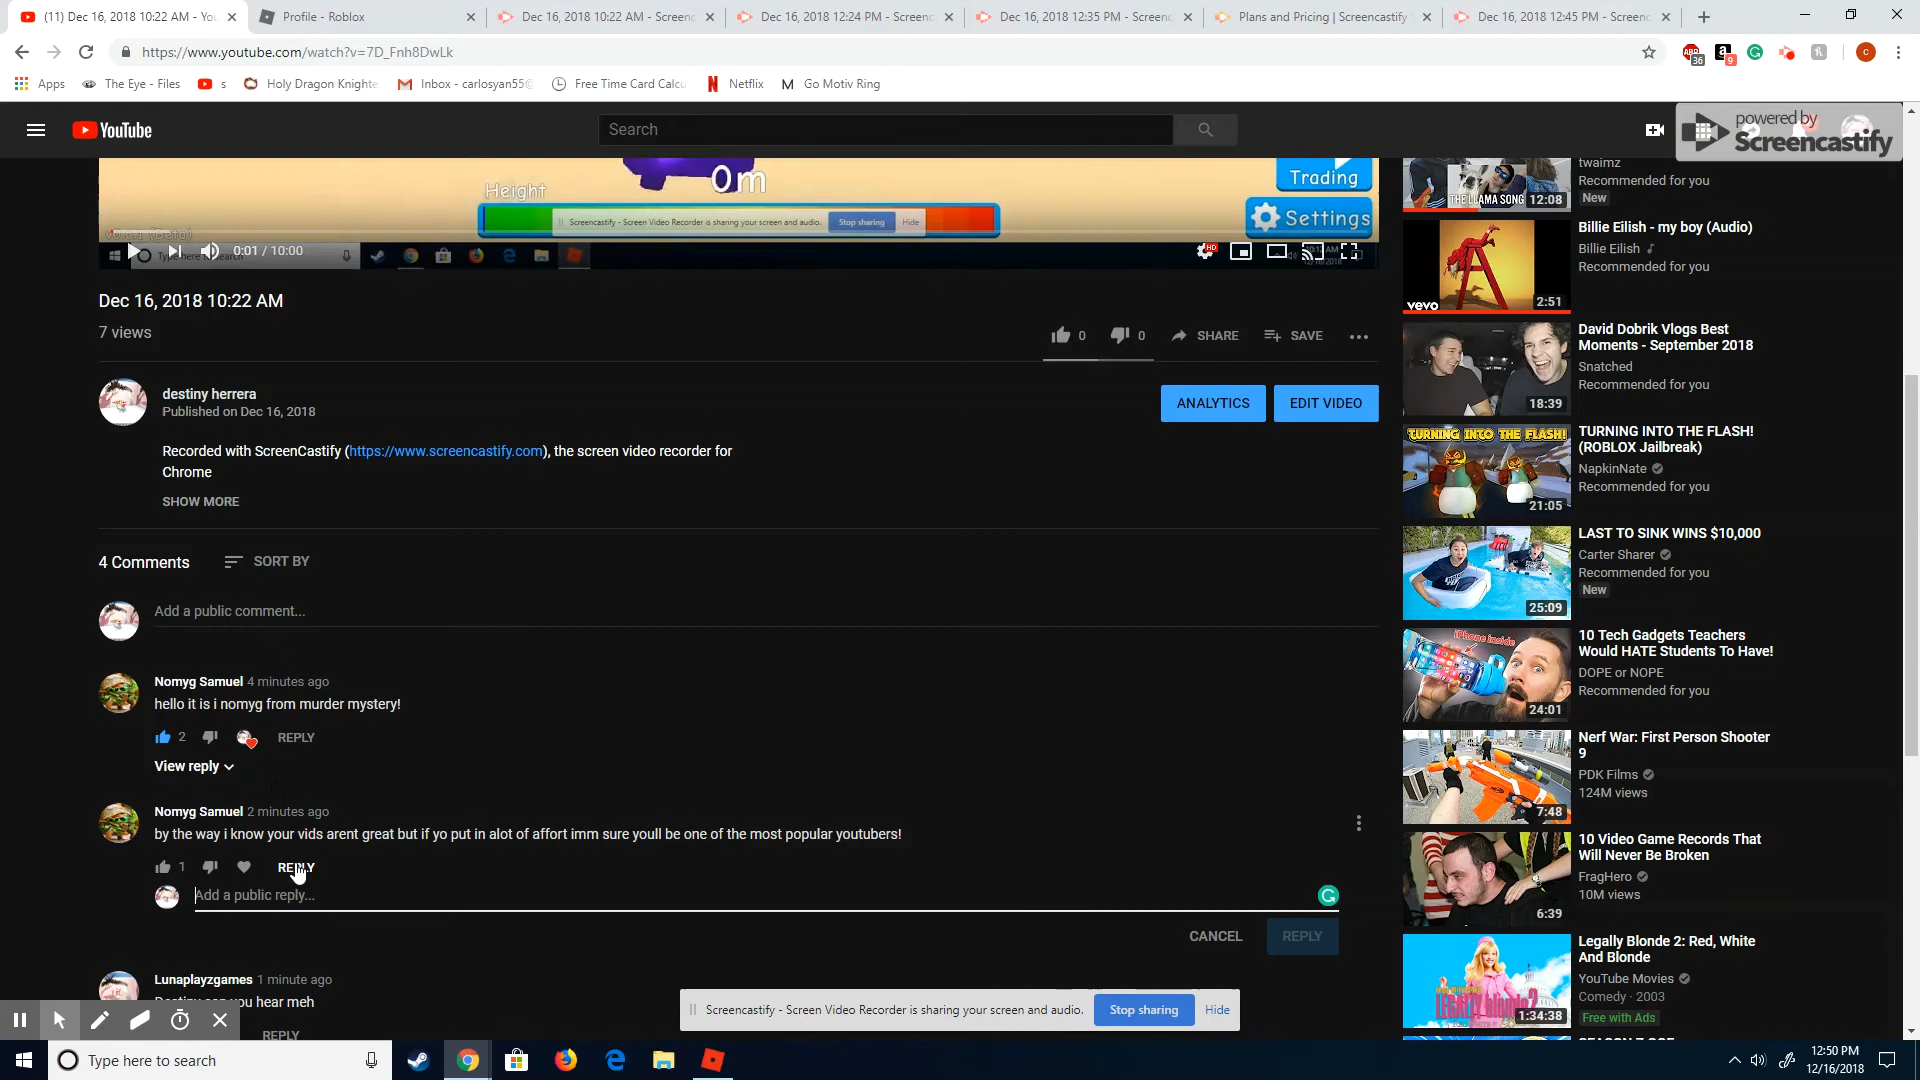 (11) Dec 16, 2018 10:22 AM - You
Profile - Roblox
Dec 16, 2018 10:22 AM - Screenc
Dec 16, 2018 12:24 PM - Screenc
Dec 16, 2018 12:35 PM - Screenc
Plans and Pricing | Screencastify
Dec 16, 2018 12:45 PM - Screenc
https://www.youtube.com/watch?v=7D_Fnh8DwLk
36
9
c
Apps
The Eye - Files
s
Holy Dragon Knighte
Inbox - carlosyan55@
Free Time Card Calcu
Netflix
Go Motiv Ring
YouTube
Search
powered by
Screencastify
0m
Height
Trading
Settings
Screencastify - Screen Video Recorder is sharing your screen and audio.
Stop sharing
Hide
0:01 / 10:00
HD
Dec 16, 2018 10:22 AM
7 views
0
0
SHARE
SAVE
destiny herrera
Published on Dec 16, 2018
ANALYTICS
EDIT VIDEO
Recorded with ScreenCastify (https://www.screencastify.com), the screen video recorder for
Chrome
SHOW MORE
4 Comments
SORT BY
Add a public comment...
Nomyg Samuel 4 minutes ago
hello it is i nomyg from murder mystery!
2
REPLY
View reply
Nomyg Samuel 2 minutes ago
by the way i know your vids arent great but if yo put in alot of affort imm sure youll be one of the most popular youtubers!
1
REPLY
Add a public reply...
CANCEL
REPLY
Lunaplayzgames 1 minute ago
Destiny can you hear meh
REPLY
twaimz
Recommended for you
New
THE LLAMA SONG
12:08
Billie Eilish - my boy (Audio)
Billie Eilish
Recommended for you
vevo
2:51
David Dobrik Vlogs Best
Moments - September 2018
Snatched
Recommended for you
18:39
TURNING INTO THE FLASH!
TURNING INTO THE FLASH!
(ROBLOX Jailbreak)
NapkinNate
Recommended for you
21:05
LAST TO SINK WINS $10,000
Carter Sharer
Recommended for you
New
25:09
iPhone Inside
10 Tech Gadgets Teachers
Would HATE Students To Have!
DOPE or NOPE
Recommended for you
24:01
Nerf War: First Person Shooter
9
PDK Films
124M views
7:48
10 Video Game Records That
Will Never Be Broken
FragHero
10M views
6:39
Legally Blonde 2: Red, White
And Blonde
YouTube Movies
Comedy · 2003
Free with Ads
1:34:38
Screencastify - Screen Video Recorder is sharing your screen and audio.
Stop sharing
Hide
Type here to search
12:50 PM
12/16/2018